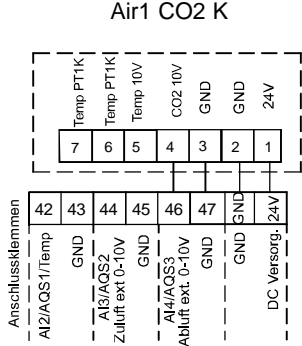 Air1 CO2 K
Temp PT1K
Temp PT1K
Temp 10V
CO2 10V
GND
GND
24V
7 6 5 4 3 2 1
Anschlussklemmen
42 43 44 45 46 47 GND 24V
AI2/AQS1/Temp
GND
AI3/AQS2
Zuluft ext. 0-10V
GND
AI4/AQS3
Abluft ext. 0-10V
GND
GND
DC Versorg.